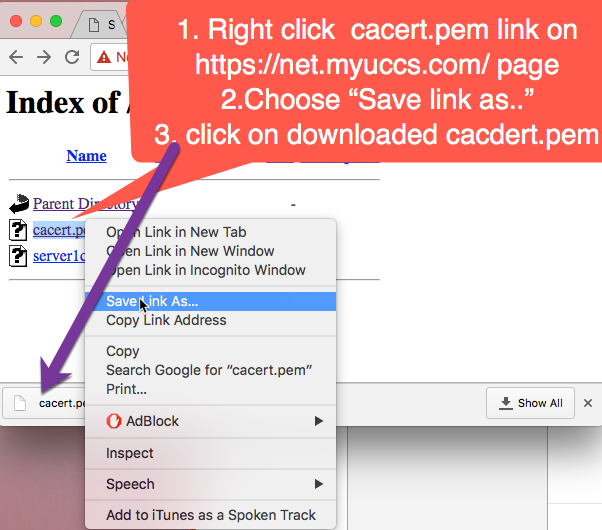 S
1. Right click cacert.pem link on
https://net.myuccs.com/ page
2.Choose “Save link as..”
3. click on downloaded cacdert.pem
Index of
Name
Parent Directory
-
cacert.pe
server1c
Open Link in New Tab
Open Link in New Window
Open Link in Incognito Window
Save Link As...
Copy Link Address
Copy
Search Google for “cacert.pem”
Print...
AdBlock
Inspect
Speech
Add to iTunes as a Spoken Track
cacert.pe
Show All